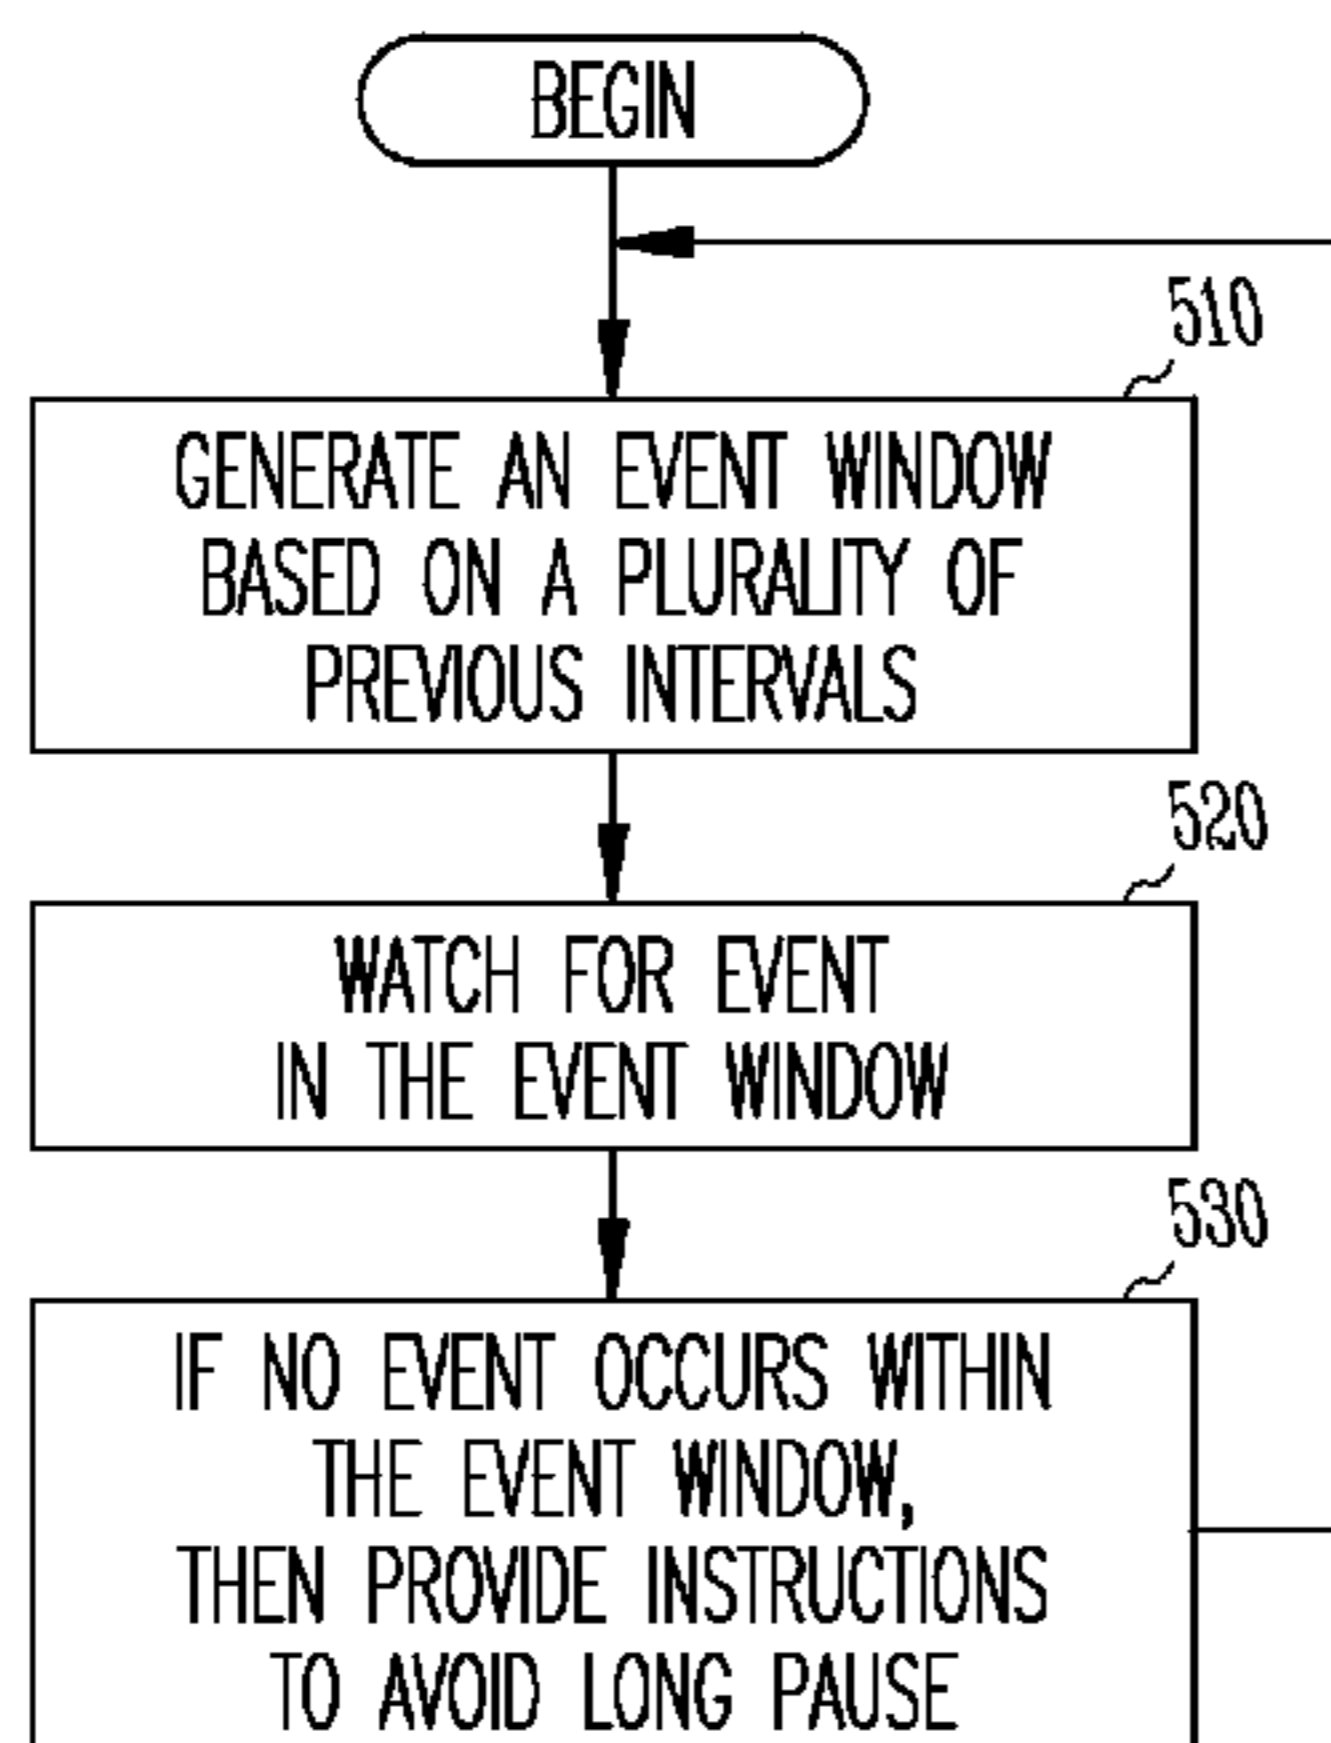 BEGIN
510
GENERATE AN EVENT WINDOW
BASED ON A PLURALITY OF
PREVIOUS INTERVALS
520
WATCH FOR EVENT
IN THE EVENT WINDOW
530
IF NO EVENT OCCURS WITHIN
THE EVENT WINDOW,
THEN PROVIDE INSTRUCTIONS
TO AVOID LONG PAUSE